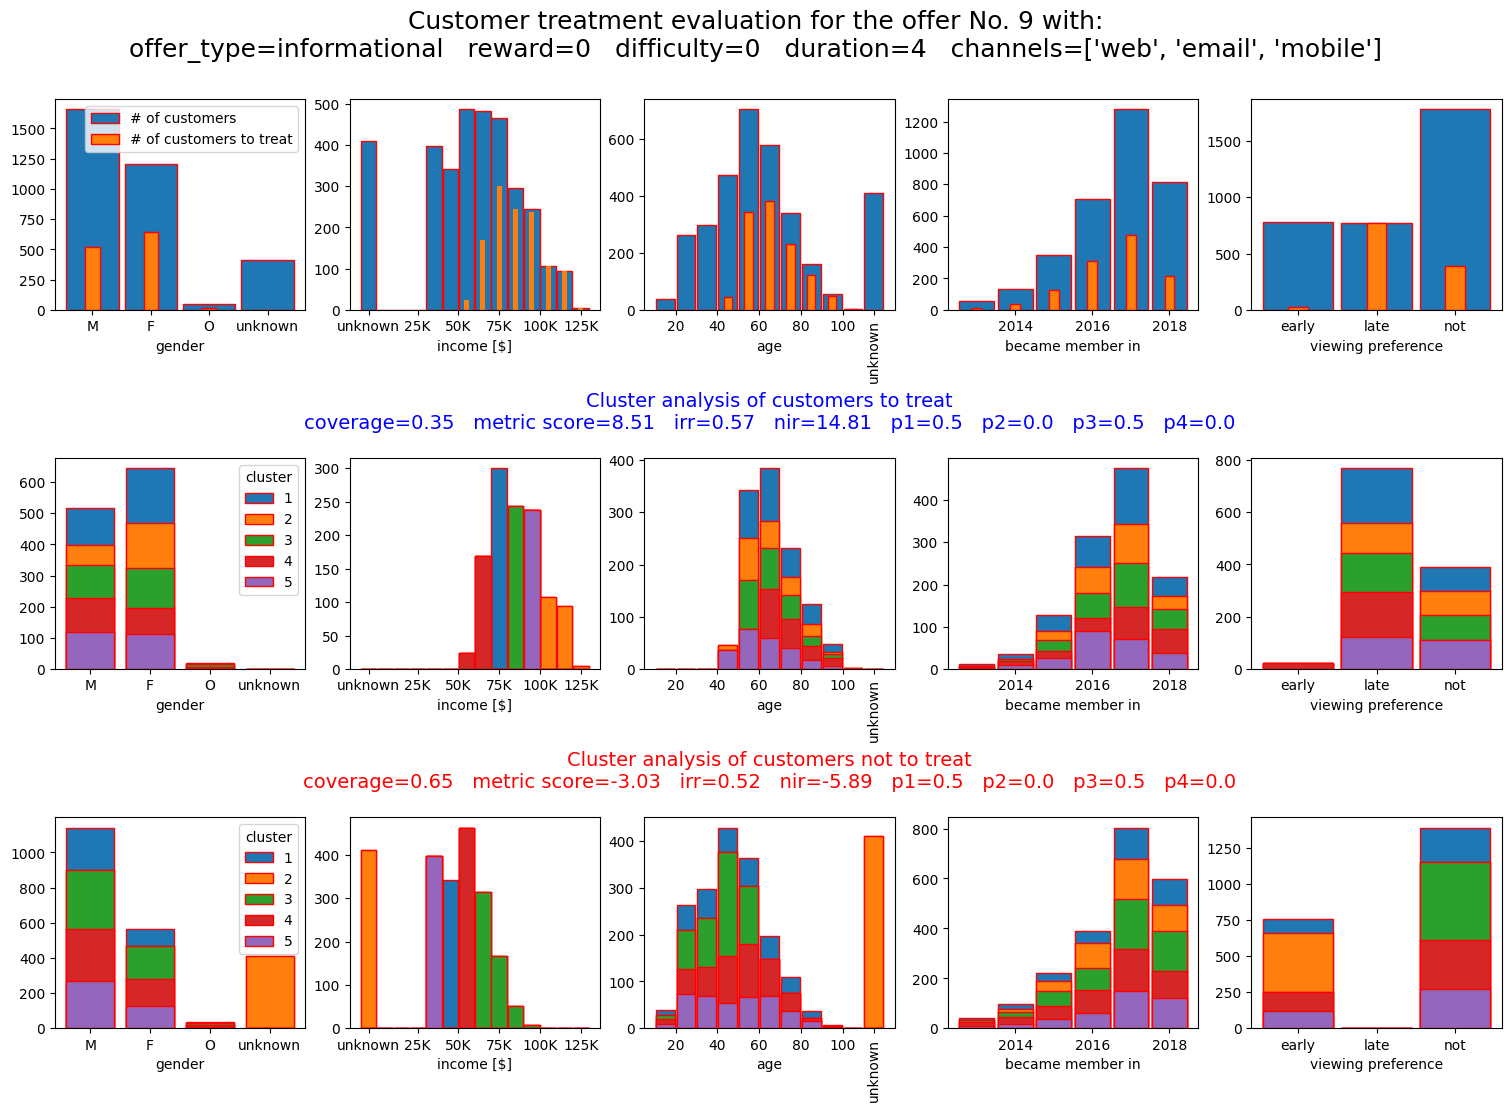 Customer treatment evaluation for the offer No. 9 with:
offer_type=informational   reward=0   difficulty=0   duration=4   channels=['web', 'email', 'mobile']
# of customers
# of customers to treat
1500
1250
1000
750
500
250
0
M F O unknown
gender
500
400
300
200
100
0
unknown 25K 50K 75K 100K 125K
income [$]
600
400
200
0
20 40 60 80 100 unknown
age
1200
1000
800
600
400
200
0
2014 2016 2018
became member in
1500
1000
500
0
early late not
viewing preference
Cluster analysis of customers to treat
coverage=0.35   metric score=8.51   irr=0.57   nir=14.81   p1=0.5   p2=0.0   p3=0.5   p4=0.0
cluster
1
2
3
4
5
600
500
400
300
200
100
0
M F O unknown
gender
300
250
200
150
100
50
0
unknown 25K 50K 75K 100K 125K
income [$]
400
300
200
100
0
20 40 60 80 100 unknown
age
400
300
200
100
0
2014 2016 2018
became member in
800
600
400
200
0
early late not
viewing preference
Cluster analysis of customers not to treat
coverage=0.65   metric score=-3.03   irr=0.52   nir=-5.89   p1=0.5   p2=0.0   p3=0.5   p4=0.0
cluster
1
2
3
4
5
1000
800
600
400
200
0
M F O unknown
gender
400
300
200
100
0
unknown 25K 50K 75K 100K 125K
income [$]
400
300
200
100
0
20 40 60 80 100 unknown
age
800
600
400
200
0
2014 2016 2018
became member in
1250
1000
750
500
250
0
early late not
viewing preference